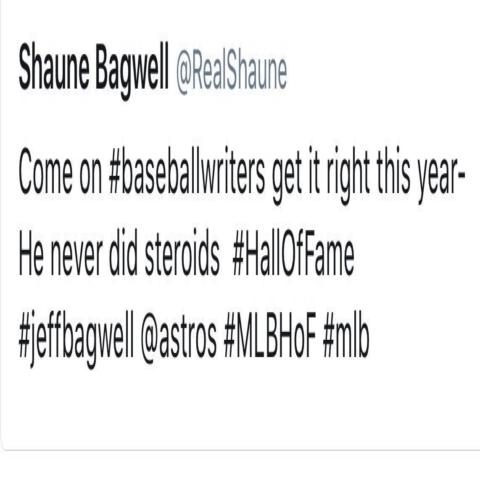 Shaune Bagwell @RealShaune
Come on #baseballwriters get it right this year-
He never did steroids #HallOfFame
#jeffbagwell @astros #MLBHoF #mlb